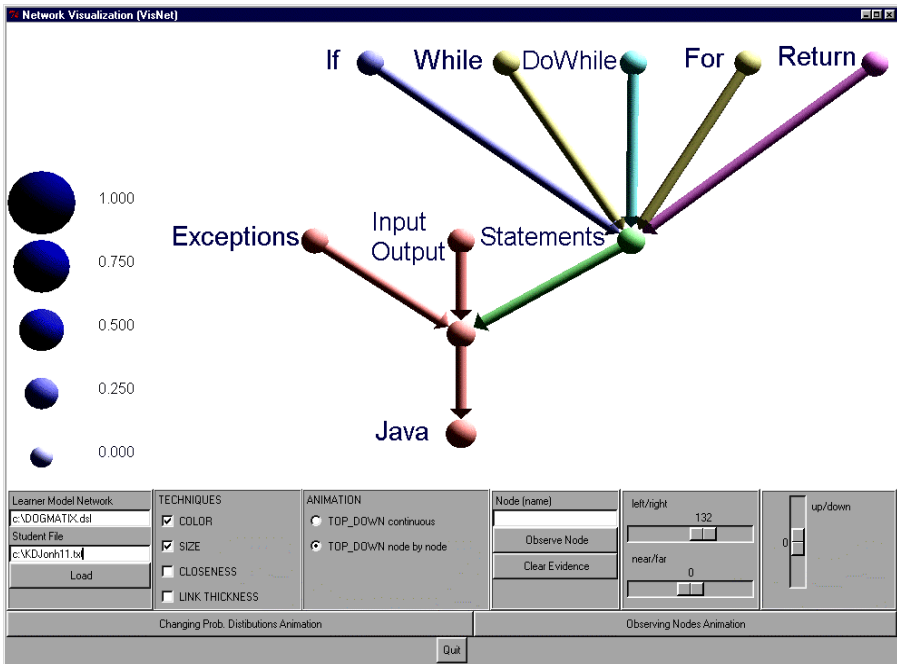 Network Visualization (VisNet)
If
While
DoWhile
For
Return
1.000
0.750
0.500
0.250
0.000
Exceptions
Input
Output
Statements
Java
Learner Model Network
c:\DOGMATIX.dsl
Student File
c:\KDJonh11.txt
Load
TECHNIQUES
COLOR
SIZE
CLOSENESS
LINK THICKNESS
ANIMATION
TOP_DOWN continuous
TOP_DOWN node by node
Node (name)
Observe Node
Clear Evidence
left/right
132
near/far
0
up/down
0
Changing Prob. Distibutions Animation
Observing Nodes Animation
Quit